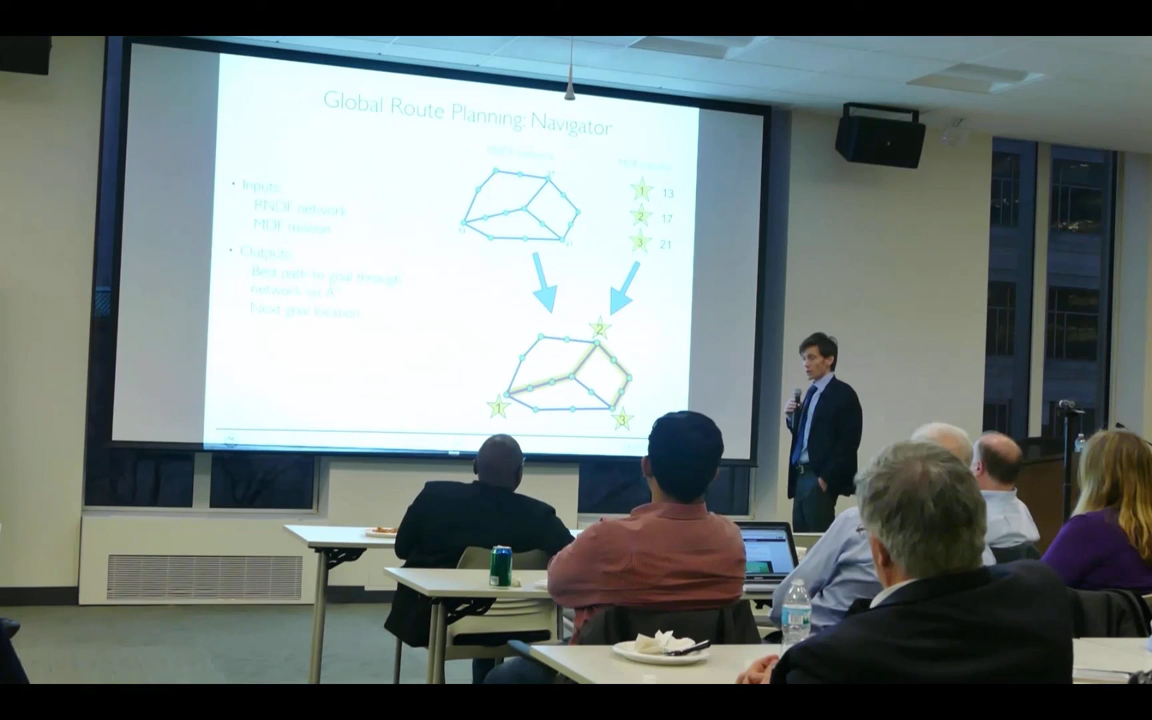 Global Route Planning: Navigator
• Inputs
RNDF network
MDF mission
• Outputs
Best path to goal through
network via A*
Next goal location
1 13
2 17
3 21
2
1
3